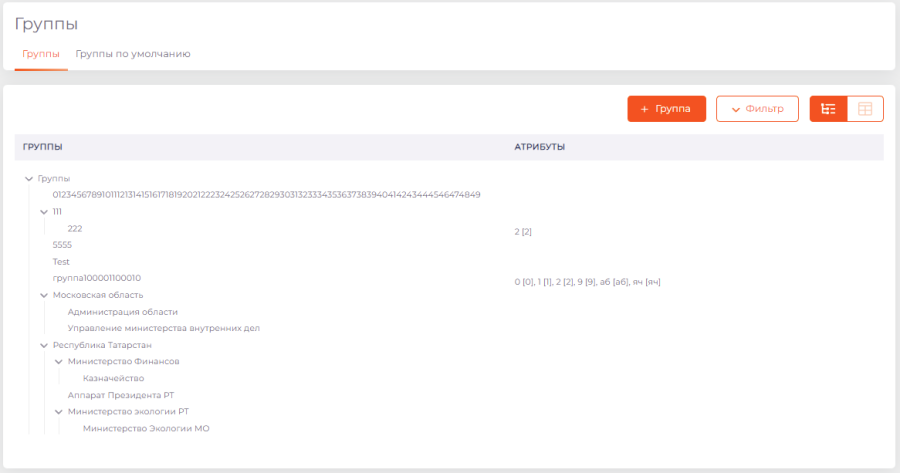 Группы
Группы Группы по умолчанию
+ Группа Фильтр
ГРУППЫ АТРИБУТЫ
Группы
012345678910111213141516171819202122232425262728293031323334353637383940414243444546474849
111
222 2 [2]
5555
Test
группа100001100010 0 [0], 1 [1], 2 [2], 9 [9], аб [аб], яч [яч]
Московская область
Администрация области
Управление министерства внутренних дел
Республика Татарстан
Министерство Финансов
Казначейство
Аппарат Президента РТ
Министерство экологии РТ
Министерство Экологии МО